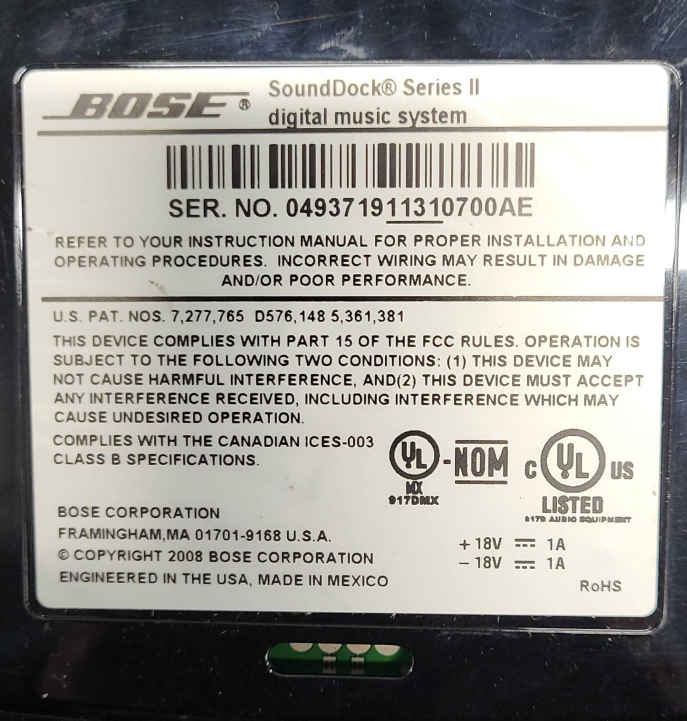 BOSE® SoundDock® Series II
digital music system
SER. NO. 049371911310700AE
REFER TO YOUR INSTRUCTION MANUAL FOR PROPER INSTALLATION AND
OPERATING PROCEDURES. INCORRECT WIRING MAY RESULT IN DAMAGE
AND/OR POOR PERFORMANCE.
U.S. PAT. NOS. 7,277,765 D576,148 5,361,381
THIS DEVICE COMPLIES WITH PART 15 OF THE FCC RULES. OPERATION IS
SUBJECT TO THE FOLLOWING TWO CONDITIONS: (1) THIS DEVICE MAY
NOT CAUSE HARMFUL INTERFERENCE, AND(2) THIS DEVICE MUST ACCEPT
ANY INTERFERENCE RECEIVED, INCLUDING INTERFERENCE WHICH MAY
CAUSE UNDESIRED OPERATION.
COMPLIES WITH THE CANADIAN ICES-003
CLASS B SPECIFICATIONS.
UL -NOM C UL US
MX
917DMX
LISTED
917D AUDIO EQUIPMENT
BOSE CORPORATION
FRAMINGHAM,MA 01701-9168 U.S.A.
© COPYRIGHT 2008 BOSE CORPORATION
ENGINEERED IN THE USA, MADE IN MEXICO
+ 18V ⎓ 1A
− 18V ⎓ 1A
RoHS